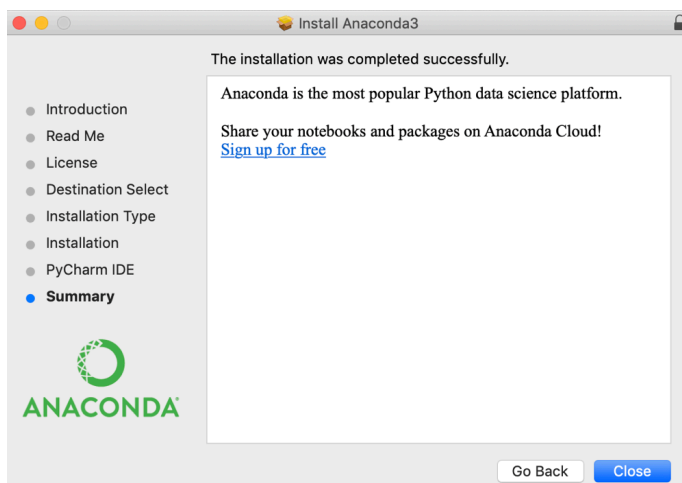 Install Anaconda3
The installation was completed successfully.
Introduction
Read Me
License
Destination Select
Installation Type
Installation
PyCharm IDE
Summary
ANACONDA
Anaconda is the most popular Python data science platform.
Share your notebooks and packages on Anaconda Cloud!
Sign up for free
Go Back
Close